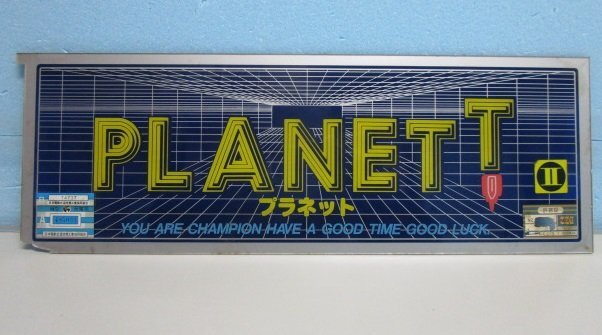 PLANETT
プラネット
YOU ARE CHAMPION HAVE A GOOD TIME GOOD LUCK.
II